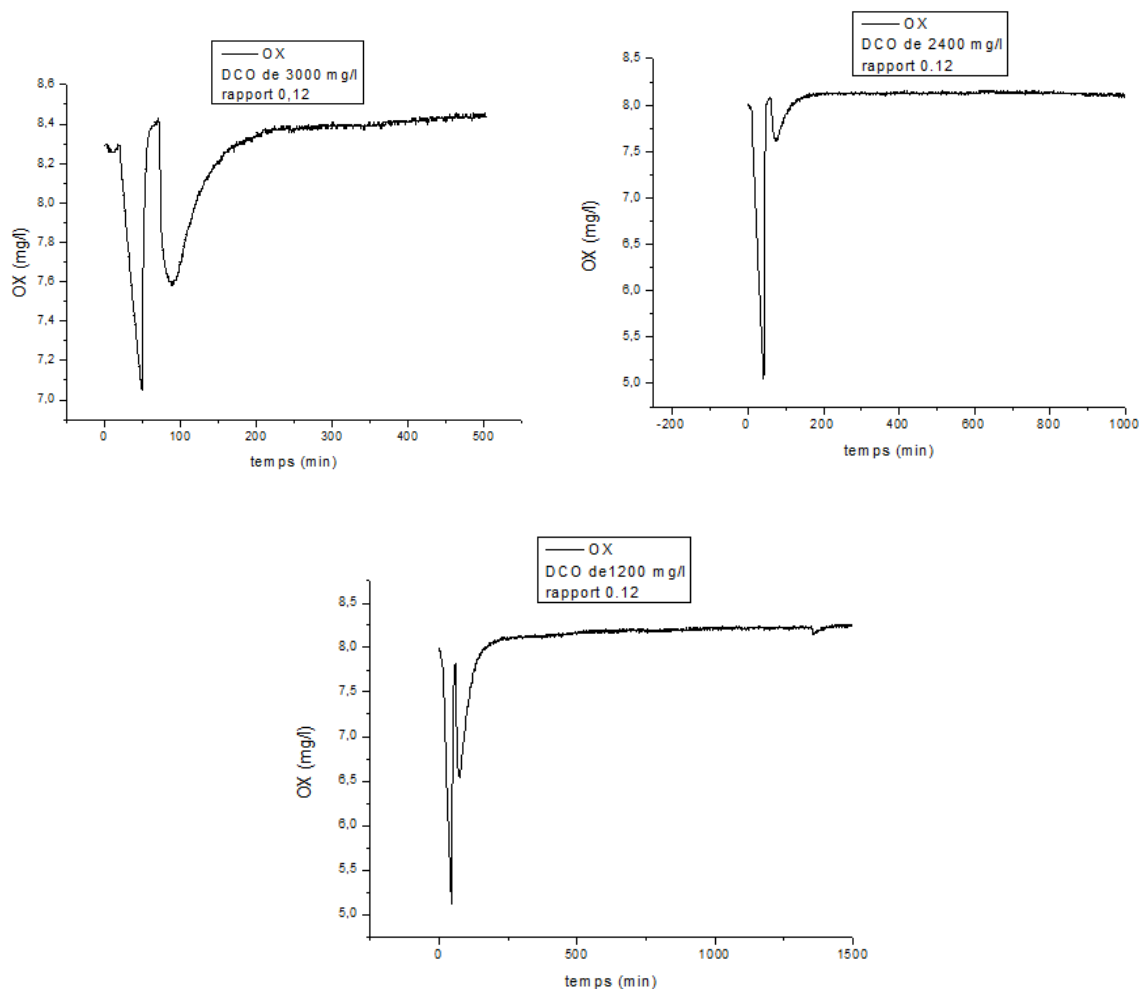 OX
DCO de 3000 mg/l
rapport 0,12
8,6
8,4
8,2
8,0
7,8
7,6
7,4
7,2
7,0
OX (mg/l)
0 100 200 300 400 500
temps (min)
OX
DCO de 2400 mg/l
rapport 0.12
8,5
8,0
7,5
7,0
6,5
6,0
5,5
5,0
OX (mg/l)
-200 0 200 400 600 800 1000
temps (min)
OX
DCO de1200 mg/l
rapport 0.12
8,5
8,0
7,5
7,0
6,5
6,0
5,5
5,0
OX (mg/l)
0 500 1000 1500
temps (min)